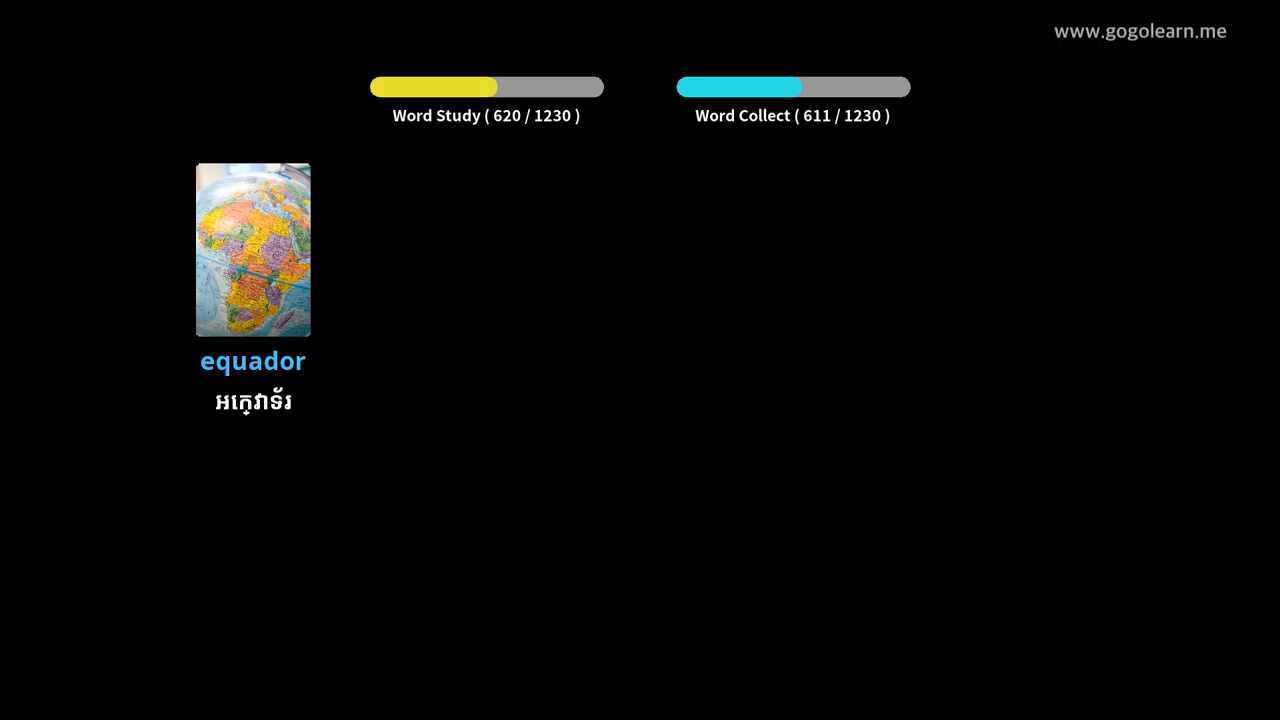 www.gogolearn.me
Word Study ( 620 / 1230 )
Word Collect ( 611 / 1230 )
equador
អេក្វាទ័រ